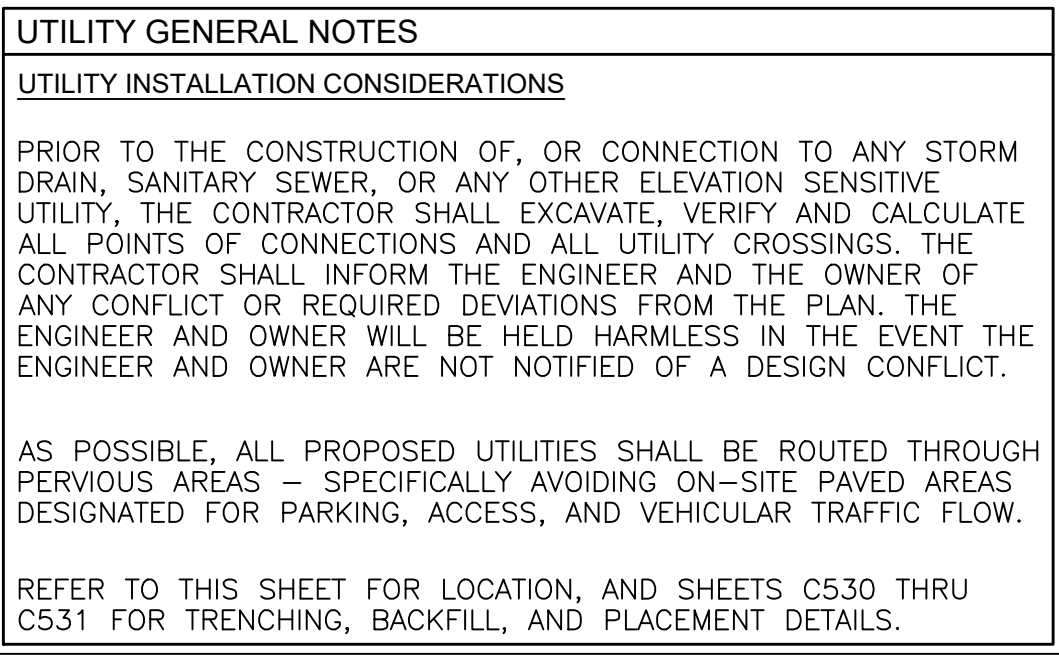 UTILITY GENERAL NOTES
UTILITY INSTALLATION CONSIDERATIONS
PRIOR TO THE CONSTRUCTION OF, OR CONNECTION TO ANY STORM
DRAIN, SANITARY SEWER, OR ANY OTHER ELEVATION SENSITIVE
UTILITY, THE CONTRACTOR SHALL EXCAVATE, VERIFY AND CALCULATE
ALL POINTS OF CONNECTIONS AND ALL UTILITY CROSSINGS. THE
CONTRACTOR SHALL INFORM THE ENGINEER AND THE OWNER OF
ANY CONFLICT OR REQUIRED DEVIATIONS FROM THE PLAN. THE
ENGINEER AND OWNER WILL BE HELD HARMLESS IN THE EVENT THE
ENGINEER AND OWNER ARE NOT NOTIFIED OF A DESIGN CONFLICT.
AS POSSIBLE, ALL PROPOSED UTILITIES SHALL BE ROUTED THROUGH
PERVIOUS AREAS – SPECIFICALLY AVOIDING ON–SITE PAVED AREAS
DESIGNATED FOR PARKING, ACCESS, AND VEHICULAR TRAFFIC FLOW.
REFER TO THIS SHEET FOR LOCATION, AND SHEETS C530 THRU
C531 FOR TRENCHING, BACKFILL, AND PLACEMENT DETAILS.